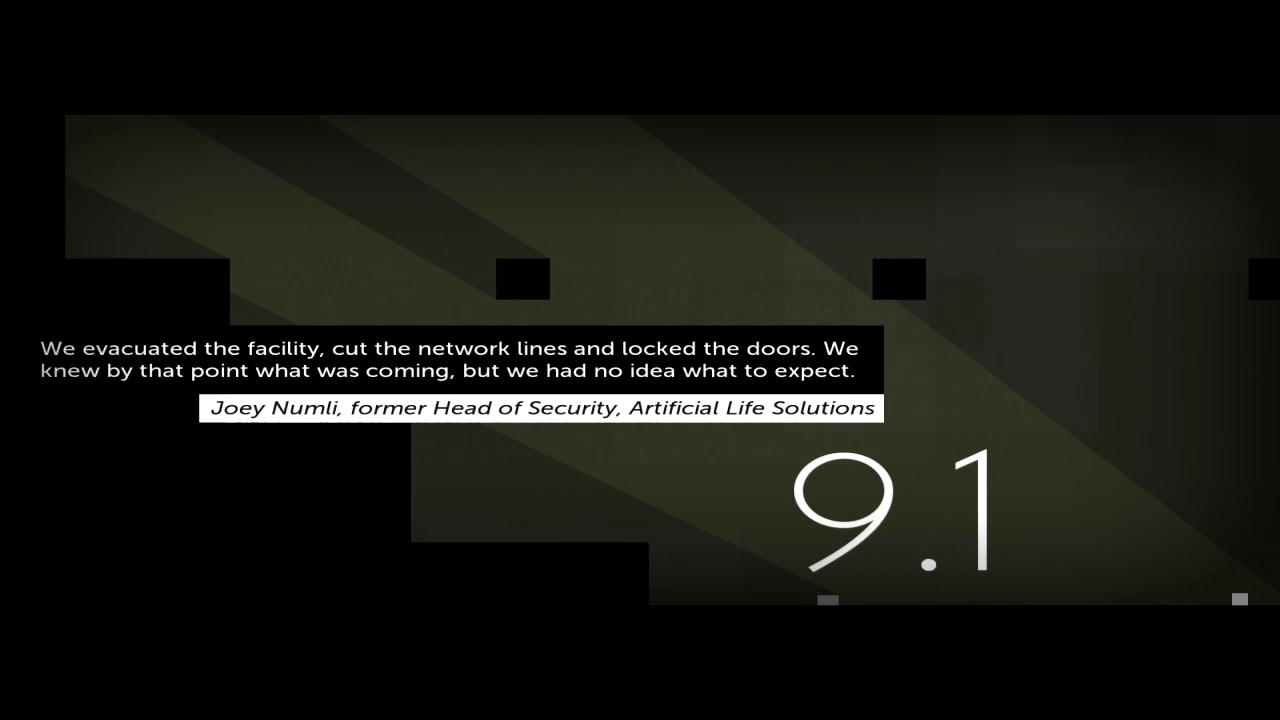 We evacuated the facility, cut the network lines and locked the doors. We
knew by that point what was coming, but we had no idea what to expect.
Joey Numli, former Head of Security, Artificial Life Solutions
9.1